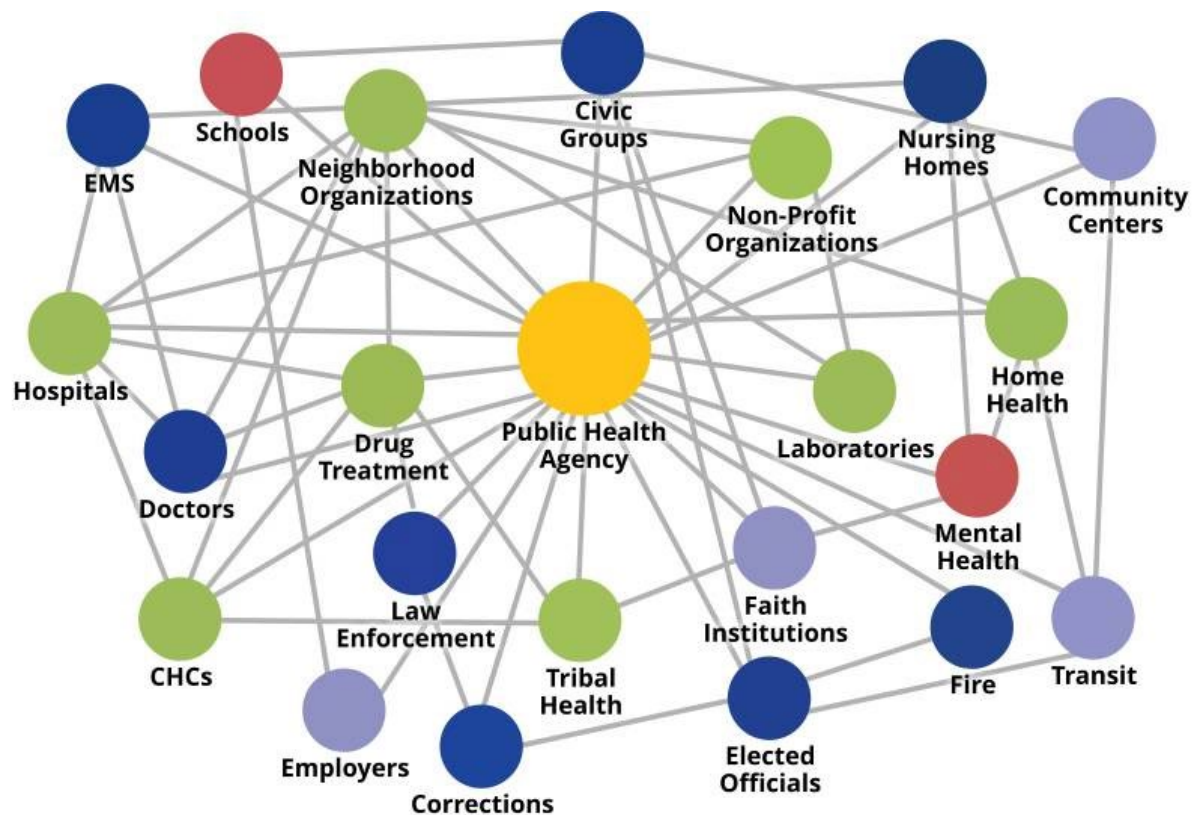 Schools
EMS
Neighborhood
Organizations
Civic
Groups
Nursing
Homes
Non-Profit
Organizations
Community
Centers
Hospitals
Drug
Treatment
Public Health
Agency
Laboratories
Home
Health
Doctors
Mental
Health
Law
Enforcement
Faith
Institutions
CHCs
Tribal
Health
Fire
Transit
Employers
Corrections
Elected
Officials